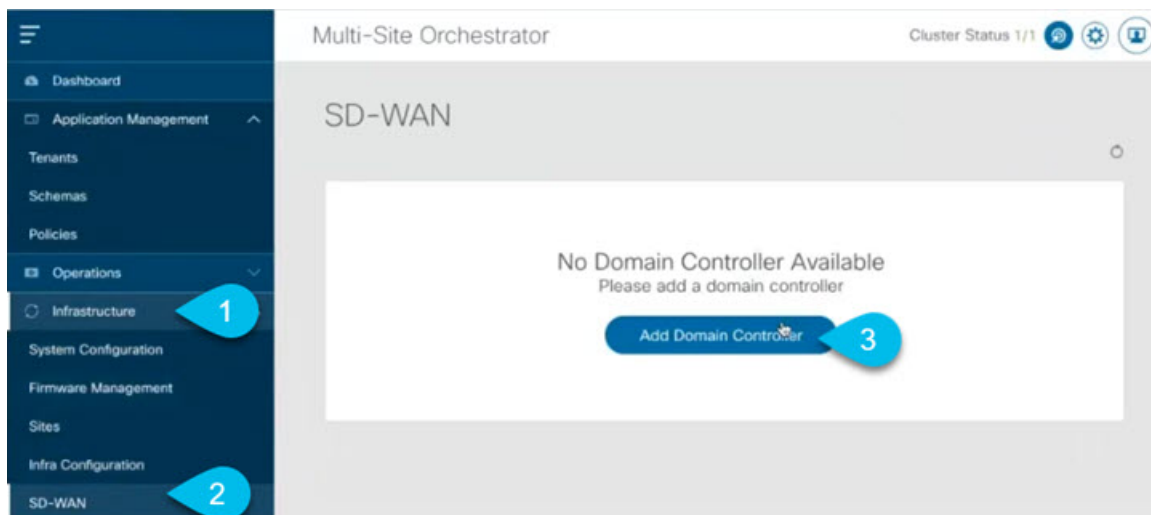 Multi-Site Orchestrator
Cluster Status 1/1
Dashboard
Application Management
Tenants
Schemas
Policies
Operations
Infrastructure
1
System Configuration
Firmware Management
Sites
Infra Configuration
SD-WAN
2
SD-WAN
No Domain Controller Available
Please add a domain controller
Add Domain Controller
3